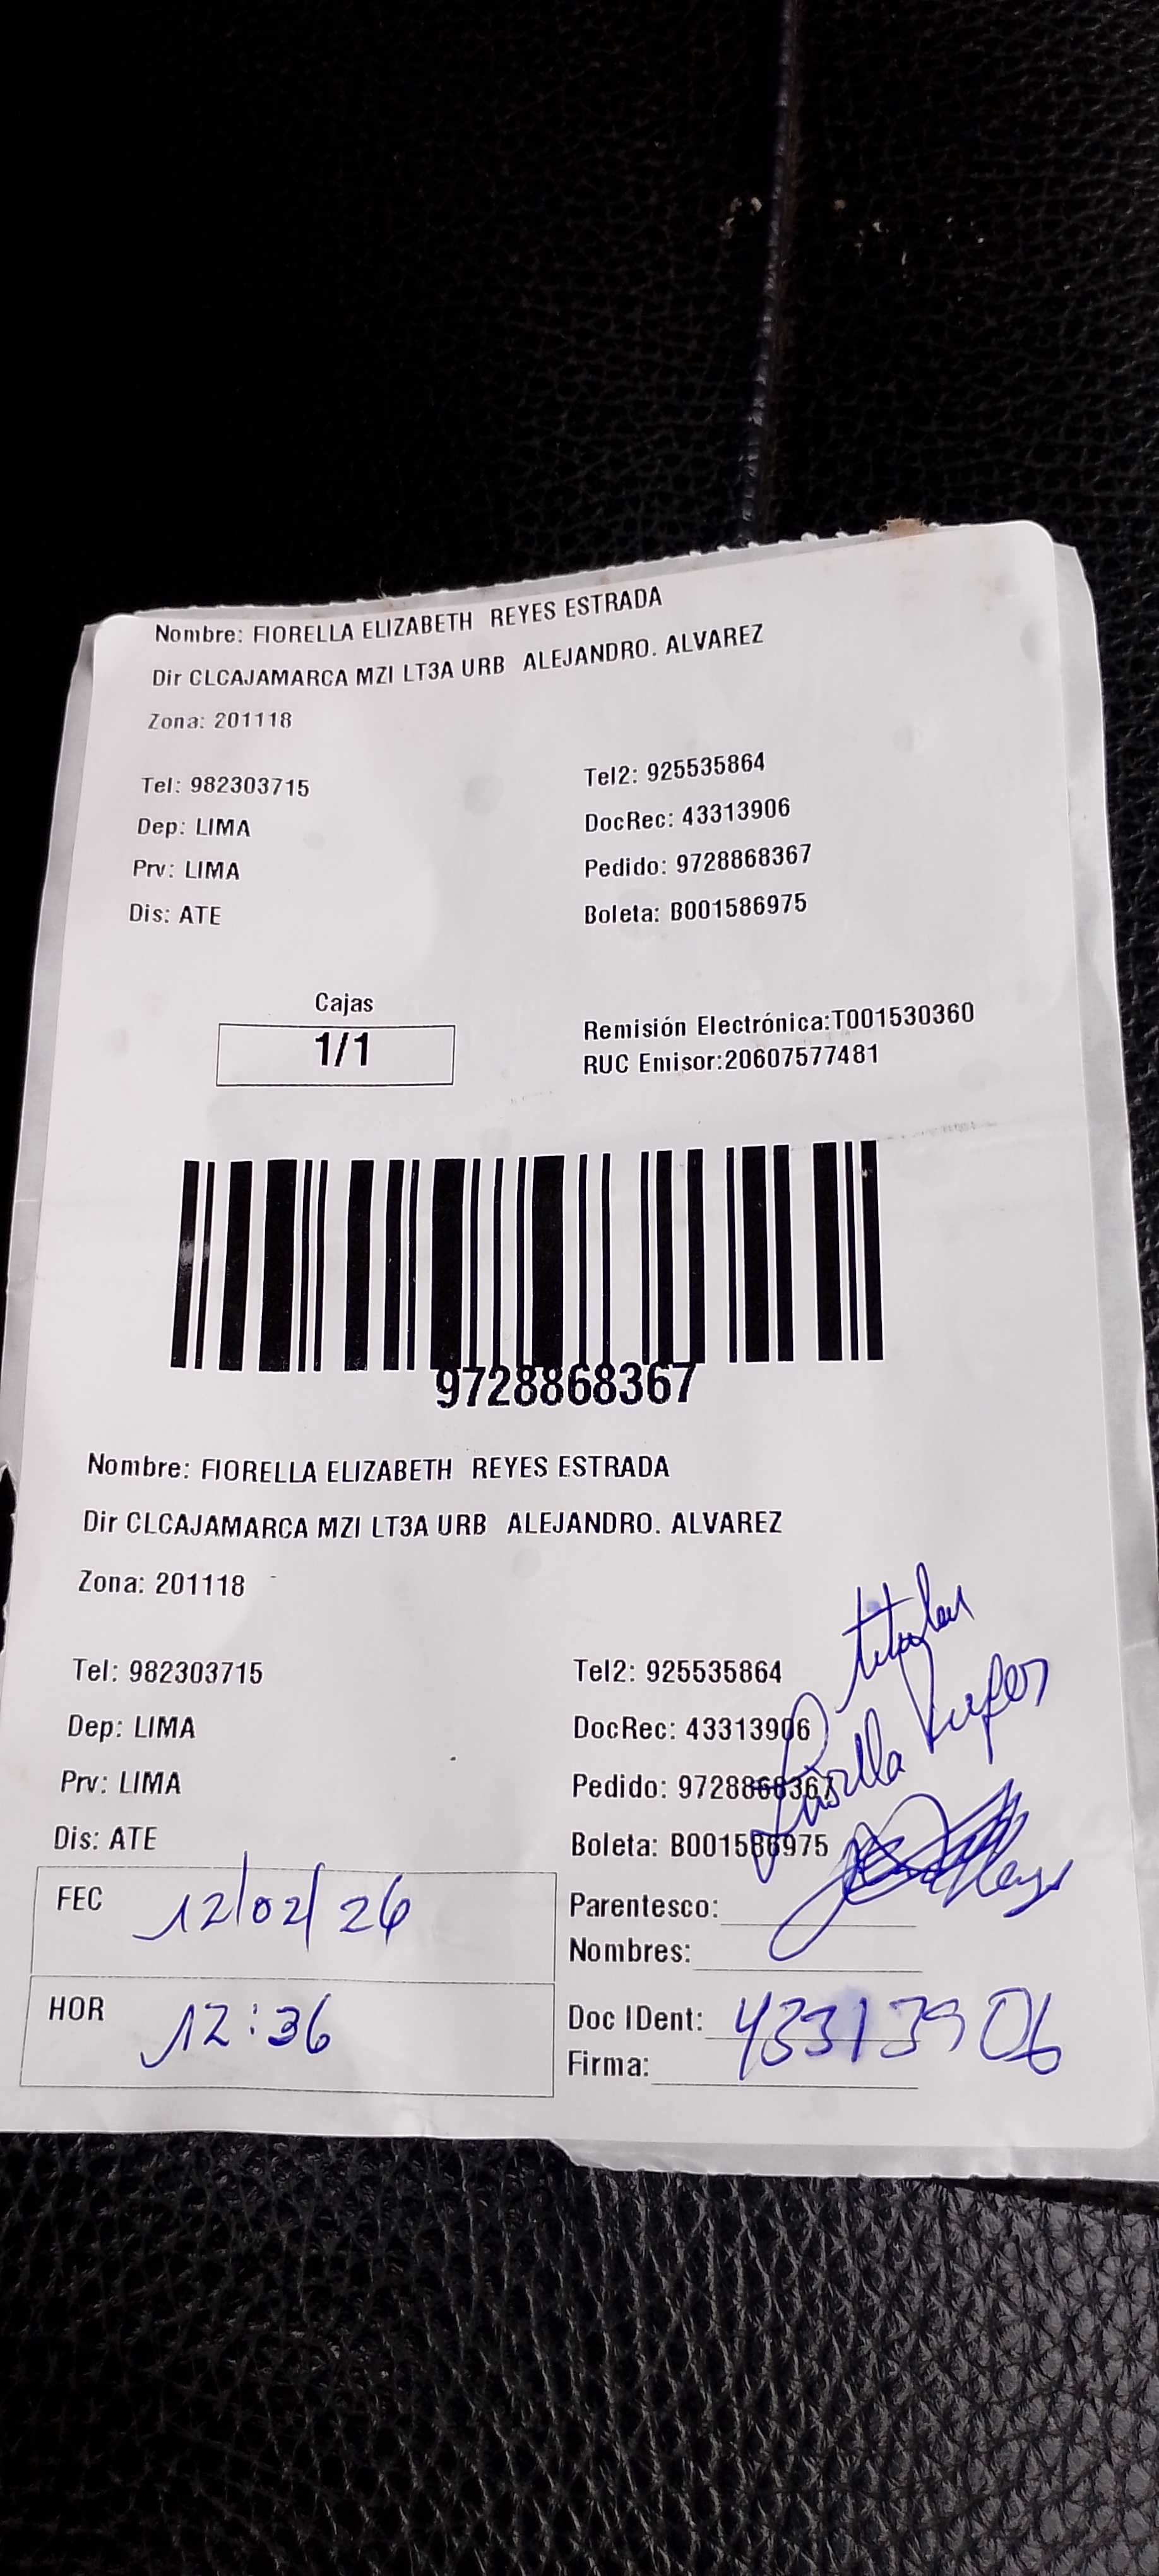 Nombre: FIORELLA ELIZABETH REYES ESTRADA
Dir CLCAJAMARCA MZI LT3A URB ALEJANDRO. ALVAREZ
Zona: 201118
Tel: 982303715 Tel2: 925535864
Dep: LIMA DocRec: 43313906
Prv: LIMA Pedido: 9728868367
Dis: ATE Boleta: B001586975
Cajas
1/1
Remisión Electrónica:T001530360
RUC Emisor:20607577481
9728868367
Nombre: FIORELLA ELIZABETH REYES ESTRADA
Dir CLCAJAMARCA MZI LT3A URB ALEJANDRO. ALVAREZ
Zona: 201118
titular
Tel: 982303715 Tel2: 925535864
Dep: LIMA DocRec: 43313906
Prv: LIMA Pedido: 9728868367
Dis: ATE Boleta: B001586975
FEC 12/02/26
Parentesco:
Nombres:
HOR 12:36
Doc IDent: 43313906
Firma: